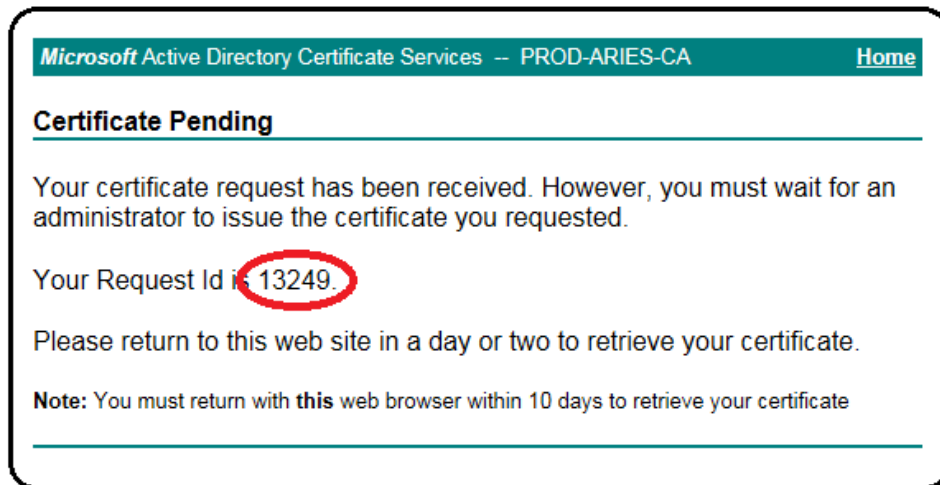 Microsoft Active Directory Certificate Services -- PROD-ARIES-CA Home
Certificate Pending
Your certificate request has been received. However, you must wait for an
administrator to issue the certificate you requested.
Your Request Id is 13249.
Please return to this web site in a day or two to retrieve your certificate.
Note: You must return with this web browser within 10 days to retrieve your certificate